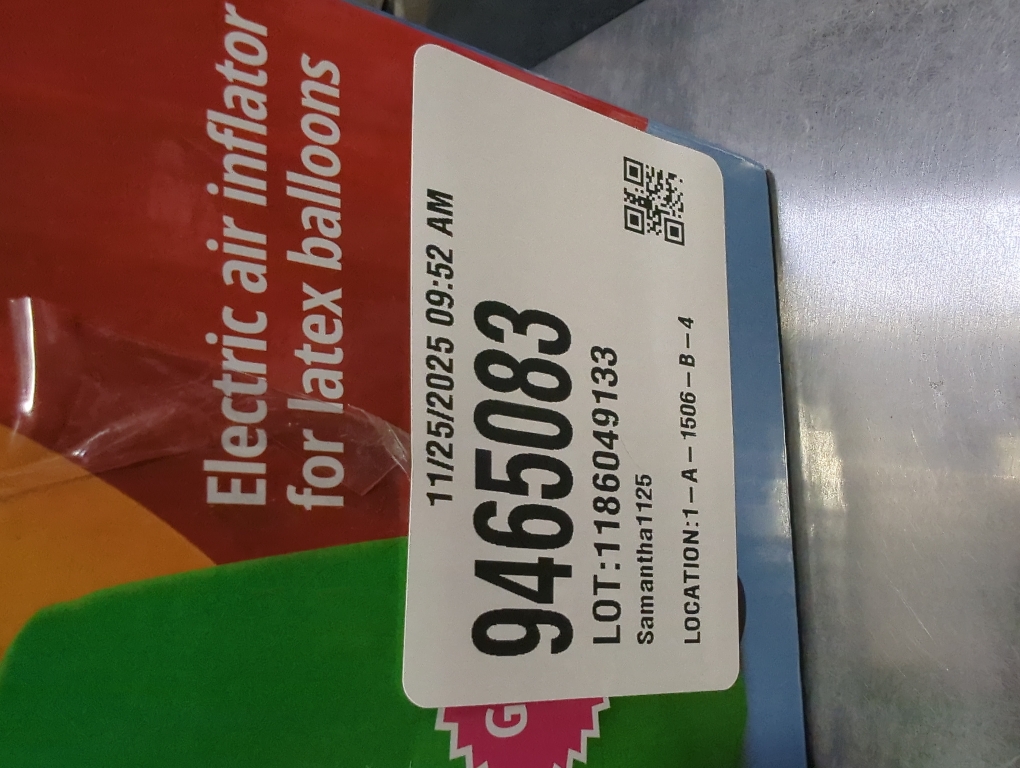 Electric air inflator
for latex balloons
11/25/2025 09:52 AM
9465083
LOT:1186049133
Samantha1125
LOCATION:1-A-1506-B-4
G